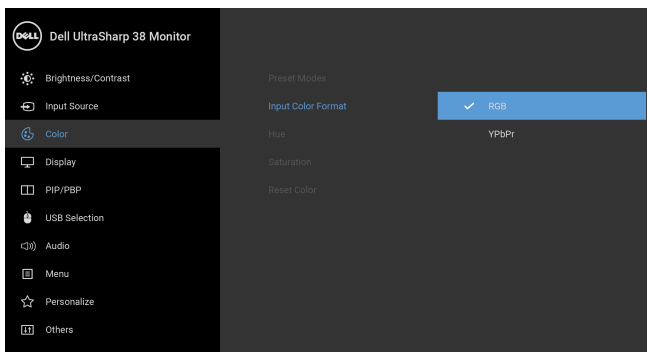 DELL Dell UltraSharp 38 Monitor
Brightness/Contrast Preset Modes
Input Source Input Color Format RGB
Color Hue YPbPr
Display Saturation
PIP/PBP Reset Color
USB Selection
Audio
Menu
Personalize
Others